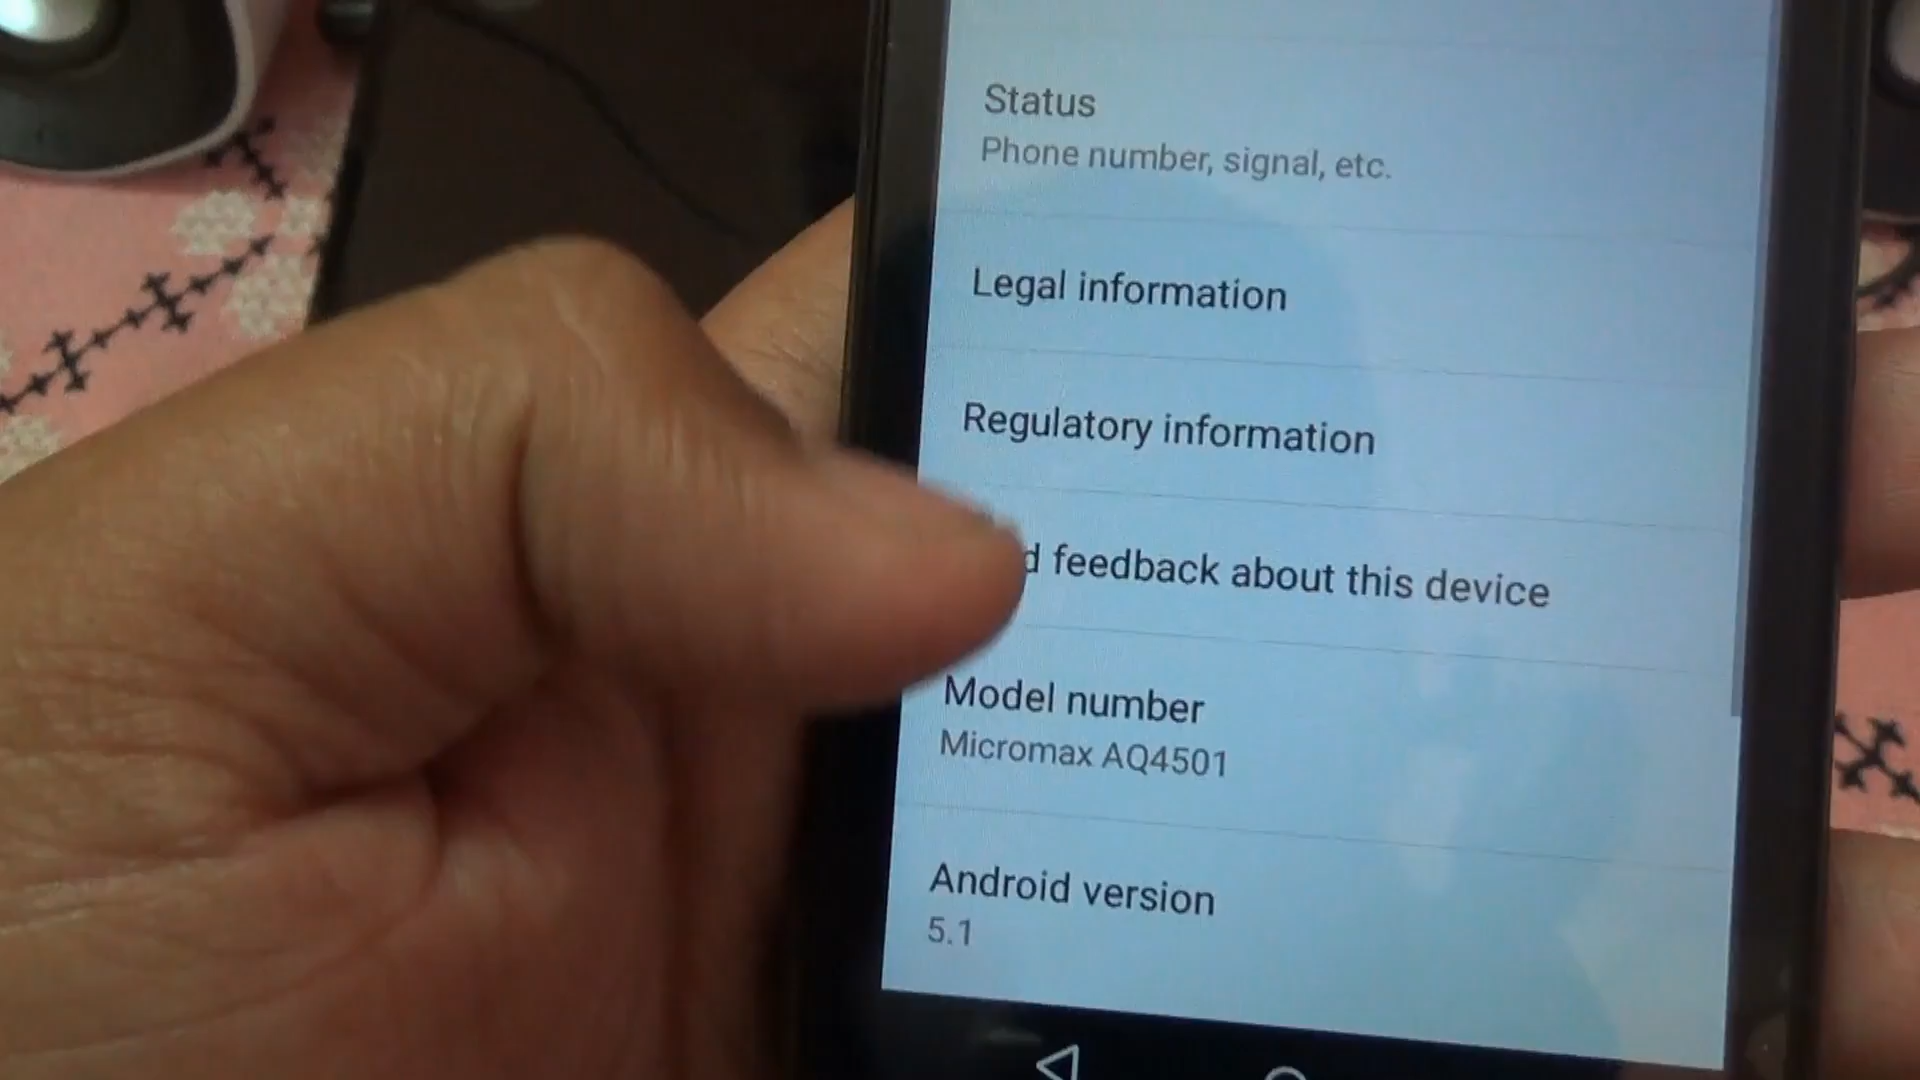 Status
Phone number, signal, etc.
Legal information
Regulatory information
feedback about this device
Model number
Micromax AQ4501
Android version
5.1